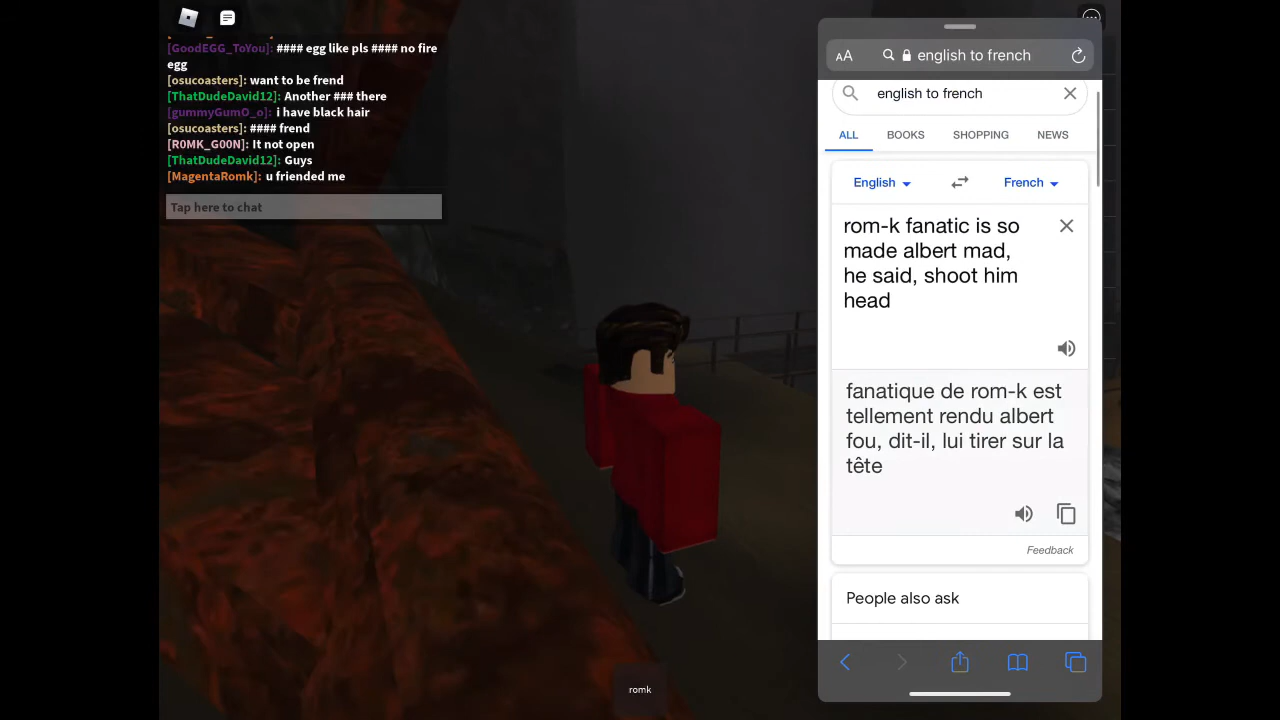 [GoodEGG_ToYou]: #### egg like pls #### no fire
egg
[osucoasters]: want to be frend
[ThatDudeDavid12]: Another ### there
[gummyGumO_o]: i have black hair
[osucoasters]: #### frend
[R0MK_G00N]: It not open
[ThatDudeDavid12]: Guys
[MagentaRomk]: u friended me
Tap here to chat
romk
AA english to french
english to french
ALL BOOKS SHOPPING NEWS
English French
rom-k fanatic is so
made albert mad,
he said, shoot him
head
fanatique de rom-k est
tellement rendu albert
fou, dit-il, lui tirer sur la
tête
Feedback
People also ask